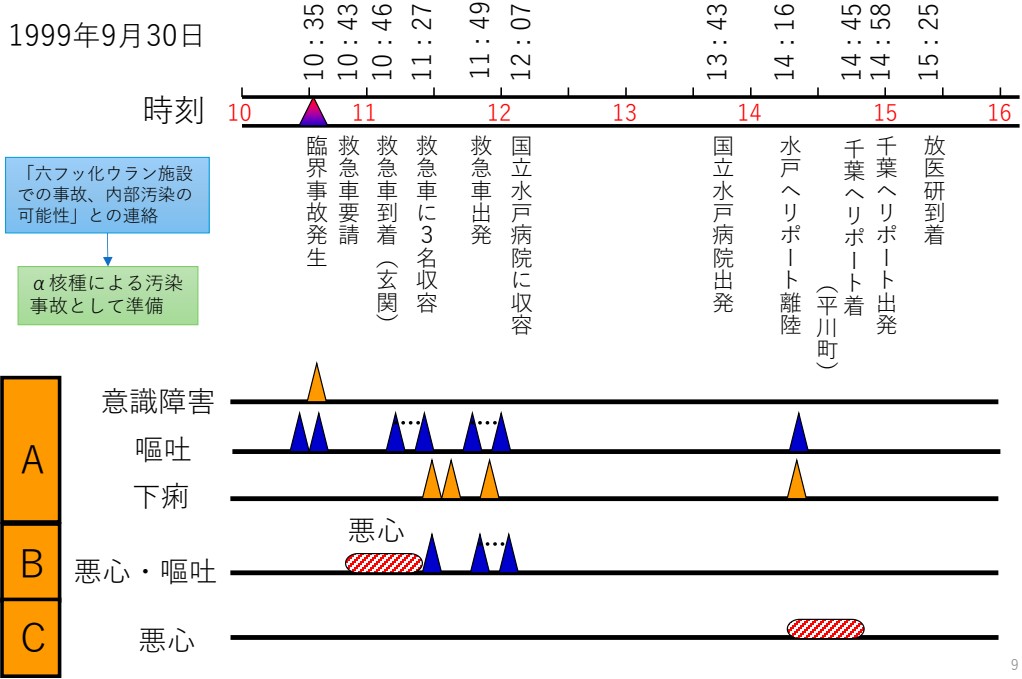 1999年9月30日
10：35
10：43
10：46
11：27
11：49
12：07
13：43
14：16
14：45
14：58
15：25
時刻
10
11
12
13
14
15
16
臨界事故発生
救急車要請
救急車到着（玄関）
救急車に３名収容
救急車出発
国立水戸病院に収容
国立水戸病院出発
水戸ヘリポート離陸
千葉ヘリポート着
（平川町）
千葉ヘリポート出発
放医研到着
「六フッ化ウラン施設
での事故、内部汚染の
可能性」との連絡
α核種による汚染
事故として準備
A
意識障害
嘔吐
…
…
下痢
B
悪心
悪心・嘔吐
…
C
悪心
9